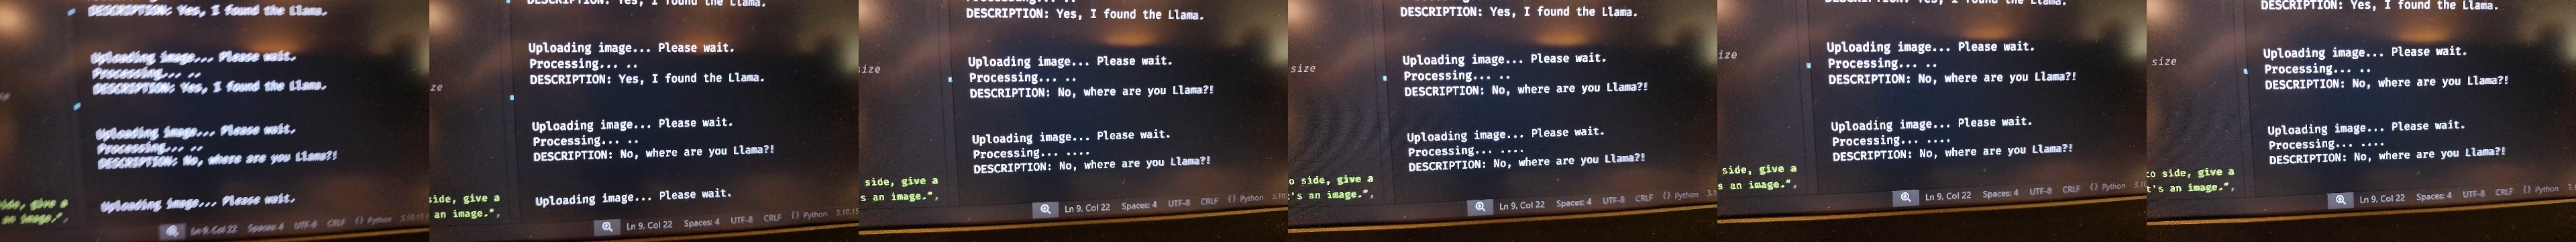 DESCRIPTION: Yes, I found the Llama.
Uploading image... Please wait.
Processing... ..
DESCRIPTION: Yes, I found the Llama.
Uploading image... Please wait.
Processing... ..
DESCRIPTION: No, where are you Llama?!
Uploading image... Please wait.
side, give a
an image.",
Ln 9, Col 22 Spaces: 4 UTF-8 CRLF {} Python 3.10.15
DESCRIPTION: Yes, I found the Llama.
Uploading image... Please wait.
Processing... ..
DESCRIPTION: Yes, I found the Llama.
ze
Uploading image... Please wait.
Processing... ..
DESCRIPTION: No, where are you Llama?!
Uploading image... Please wait.
side, give a
an image.",
Ln 9, Col 22 Spaces: 4 UTF-8 CRLF {} Python 3.10.15
Processing... ..
DESCRIPTION: Yes, I found the Llama.
size
Uploading image... Please wait.
Processing... ..
DESCRIPTION: No, where are you Llama?!
Uploading image... Please wait.
Processing... ....
DESCRIPTION: No, where are you Llama?!
side, give a
s an image.",
Ln 9, Col 22 Spaces: 4 UTF-8 CRLF {} Python 3.10
DESCRIPTION: Yes, I found the Llama.
size
Uploading image... Please wait.
Processing... ..
DESCRIPTION: No, where are you Llama?!
Uploading image... Please wait.
Processing... ....
DESCRIPTION: No, where are you Llama?!
o side, give a
's an image.",
Ln 9, Col 22 Spaces: 4 UTF-8 CRLF {} Python 3.1
DESCRIPTION: Yes, I found the Llama.
ize
Uploading image... Please wait.
Processing... ..
DESCRIPTION: No, where are you Llama?!
Uploading image... Please wait.
Processing... ....
DESCRIPTION: No, where are you Llama?!
side, give a
s an image.",
Ln 9, Col 22 Spaces: 4 UTF-8 CRLF {} Python 3.1
DESCRIPTION: Yes, I found the Llama.
size
Uploading image... Please wait.
Processing... ..
DESCRIPTION: No, where are you Llama?!
Uploading image... Please wait.
Processing... ....
DESCRIPTION: No, where are you Llama?!
to side, give a
t's an image.",
Ln 9, Col 22 Spaces: 4 UTF-8 CRLF {} Python 3